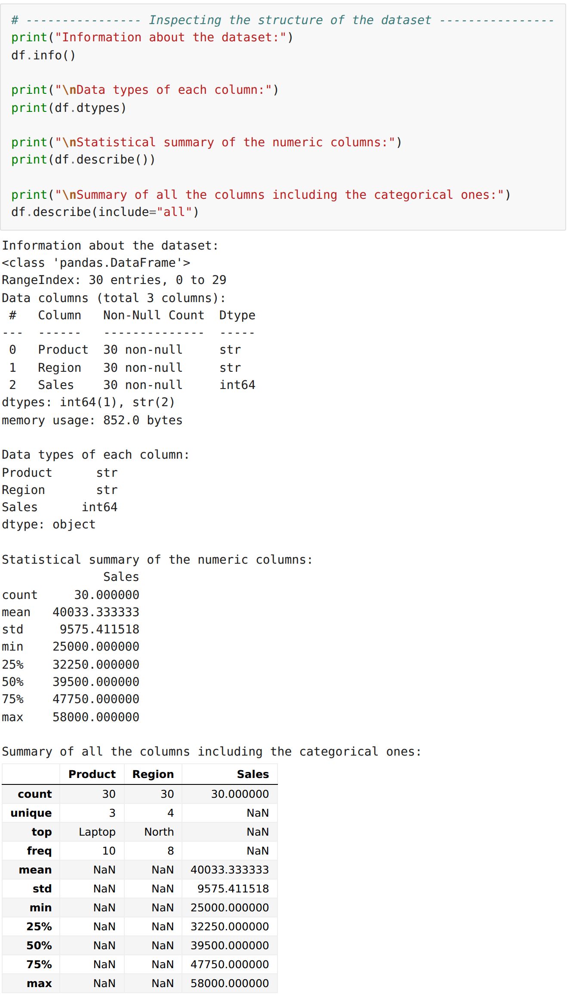 # ---------------- Inspecting the structure of the dataset ----------------
print("Information about the dataset:")
df.info()

print("\nData types of each column:")
print(df.dtypes)

print("\nStatistical summary of the numeric columns:")
print(df.describe())

print("\nSummary of all the columns including the categorical ones:")
df.describe(include="all")

Information about the dataset:
<class 'pandas.DataFrame'>
RangeIndex: 30 entries, 0 to 29
Data columns (total 3 columns):
 #   Column   Non-Null Count  Dtype
---  ------   --------------  -----
 0   Product  30 non-null     str
 1   Region   30 non-null     str
 2   Sales    30 non-null     int64
dtypes: int64(1), str(2)
memory usage: 852.0 bytes

Data types of each column:
Product      str
Region       str
Sales      int64
dtype: object

Statistical summary of the numeric columns:
              Sales
count     30.000000
mean   40033.333333
std     9575.411518
min    25000.000000
25%    32250.000000
50%    39500.000000
75%    47750.000000
max    58000.000000

Summary of all the columns including the categorical ones:
Product Region Sales
count 30 30 30.000000
unique 3 4 NaN
top Laptop North NaN
freq 10 8 NaN
mean NaN NaN 40033.333333
std NaN NaN 9575.411518
min NaN NaN 25000.000000
25% NaN NaN 32250.000000
50% NaN NaN 39500.000000
75% NaN NaN 47750.000000
max NaN NaN 58000.000000